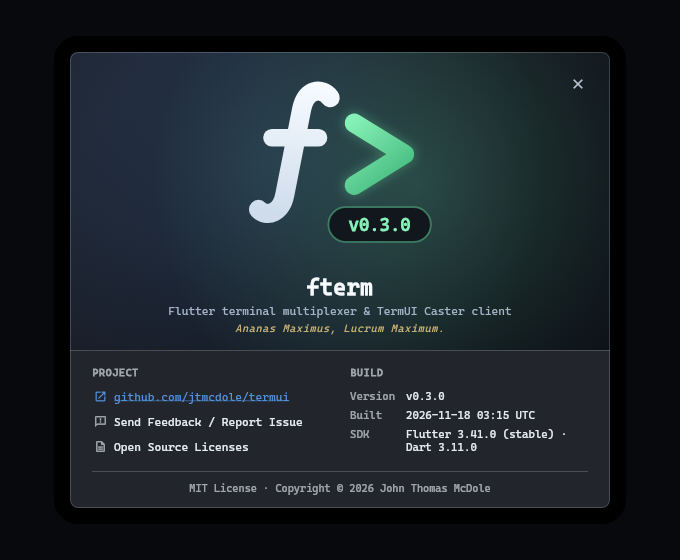 f>
v0.3.0
fterm
Flutter terminal multiplexer & TermUI Caster client
Ananas Maximus, Lucrum Maximum.
PROJECT
github.com/jtmcdole/termui
Send Feedback / Report Issue
Open Source Licenses
BUILD
Version v0.3.0
Built 2026-11-18 03:15 UTC
SDK Flutter 3.41.0 (stable) ·
Dart 3.11.0
MIT License · Copyright © 2026 John Thomas McDole